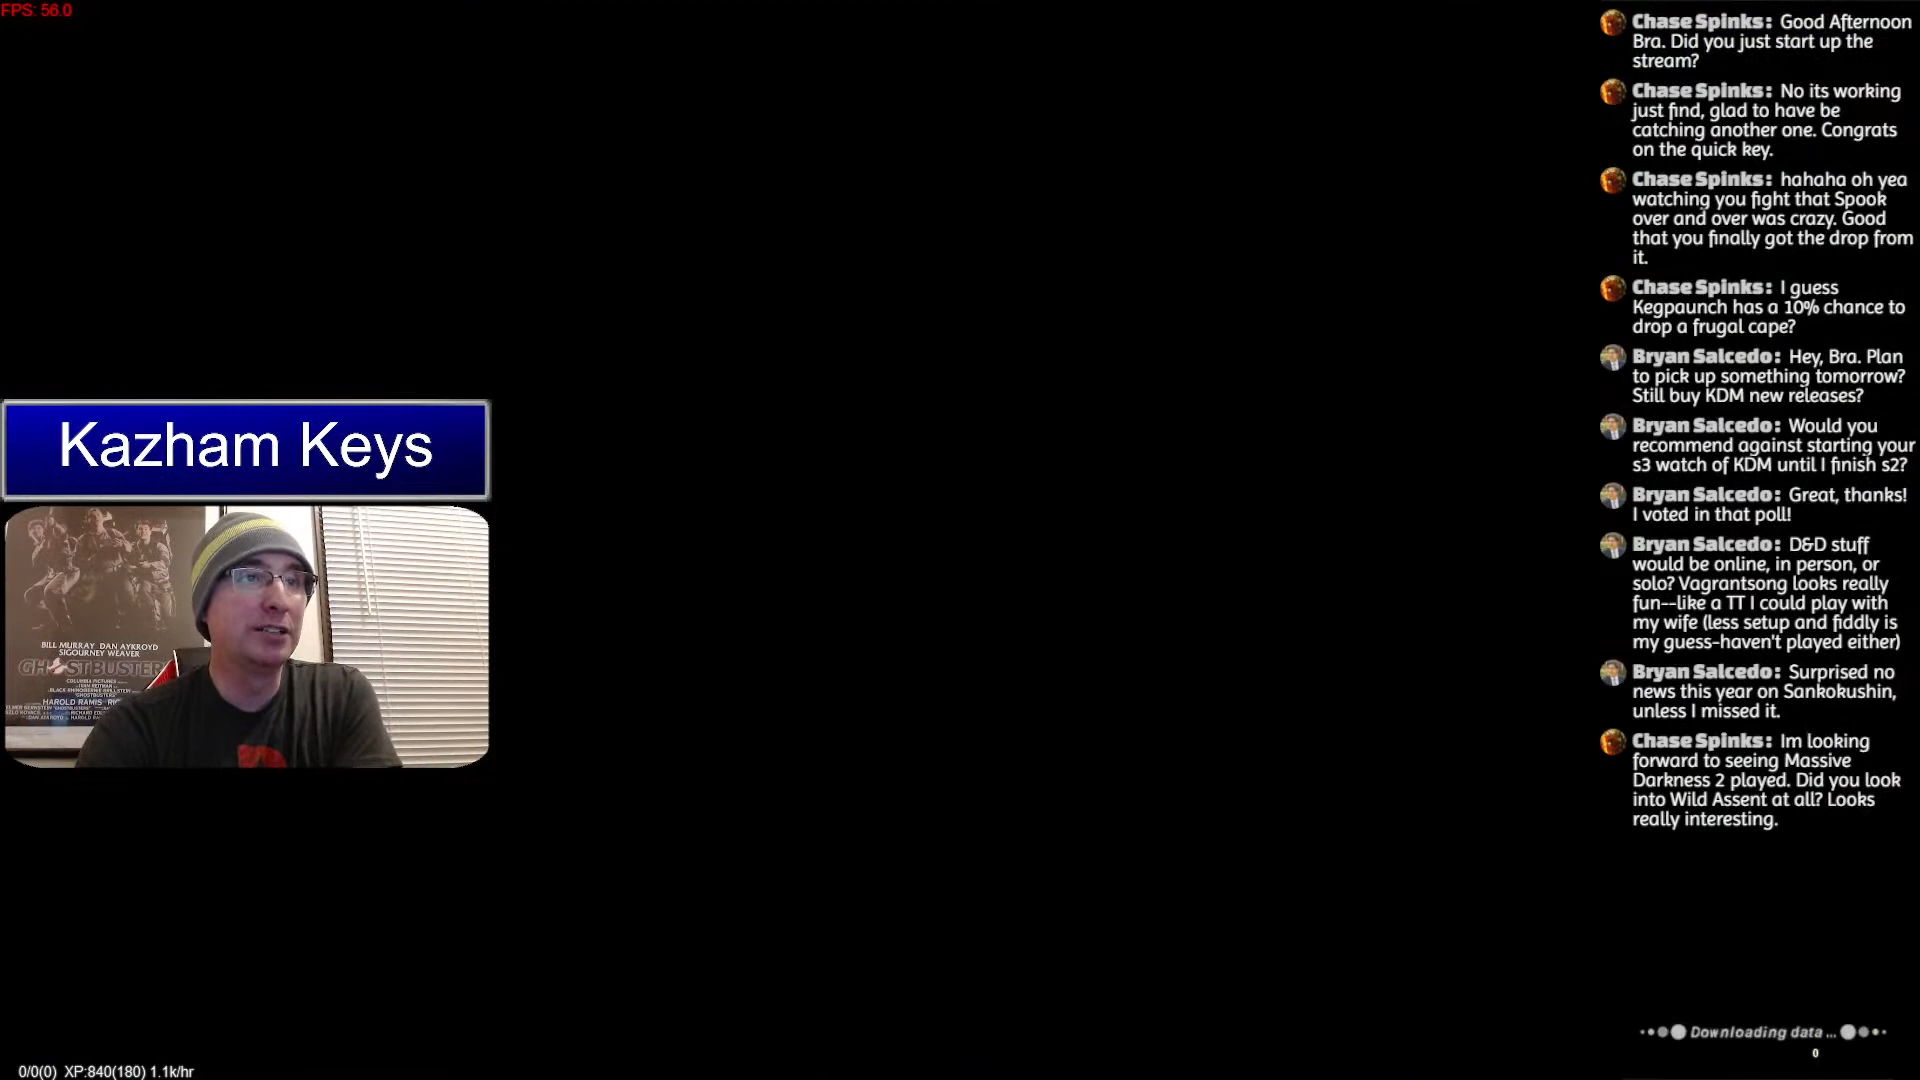 FPS: 56.0
Chase Spinks: Good Afternoon
Bra. Did you just start up the
stream?
Chase Spinks: No its working
just find, glad to have be
catching another one. Congrats
on the quick key.
Chase Spinks: hahaha oh yea
watching you fight that Spook
over and over was crazy. Good
that you finally got the drop from
it.
Chase Spinks: I guess
Kegpaunch has a 10% chance to
drop a frugal cape?
Bryan Salcedo: Hey, Bra. Plan
to pick up something tomorrow?
Still buy KDM new releases?
Bryan Salcedo: Would you
recommend against starting your
s3 watch of KDM until I finish s2?
Bryan Salcedo: Great, thanks!
I voted in that poll!
Bryan Salcedo: D&D stuff
would be online, in person, or
solo? Vagrantsong looks really
fun--like a TT I could play with
my wife (less setup and fiddly is
my guess-haven't played either)
Bryan Salcedo: Surprised no
news this year on Sankokushin,
unless I missed it.
Chase Spinks: Im looking
forward to seeing Massive
Darkness 2 played. Did you look
into Wild Assent at all? Looks
really interesting.
Kazham Keys
BILL MURRAY DAN AYKROYD
SIGOURNEY WEAVER
GHOSTBUSTER
COLUMBIA PICTURES
HAROLD RAMIS
Downloading data ...
0
0/0(0) XP:840(180) 1.1k/hr